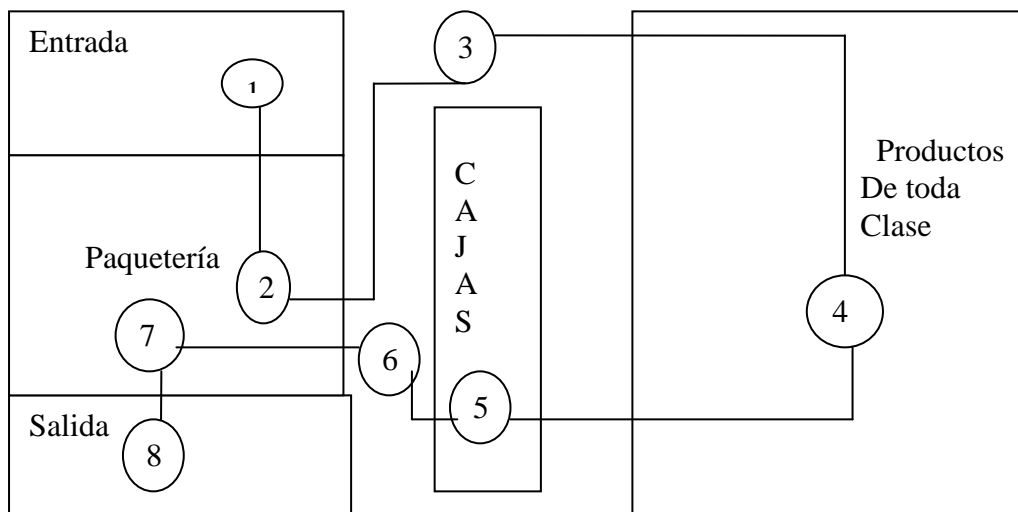 Entrada
1
3
Productos
De toda
Clase
C
A
J
A
S
Paquetería
2
4
7
6
5
Salida
8